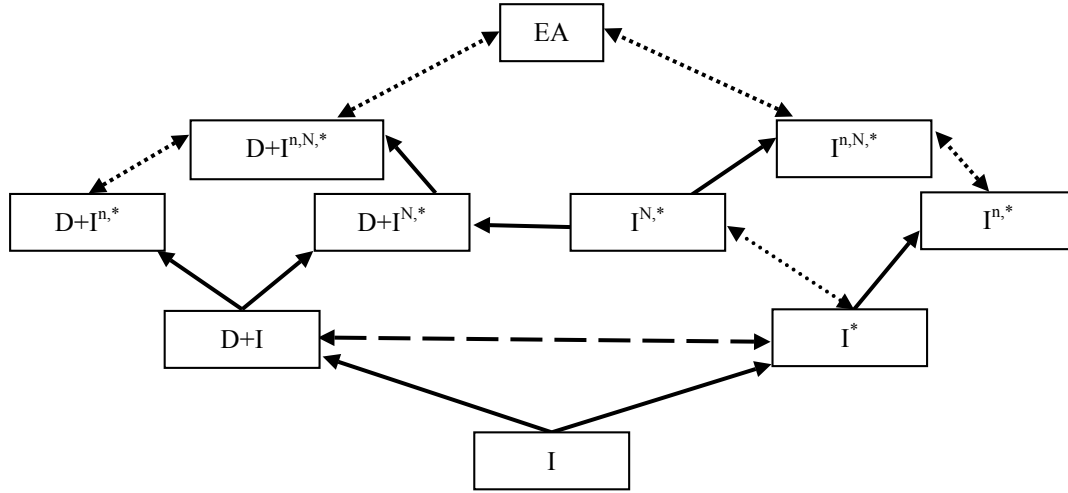 EA
D+I^{n,N,*}
I^{n,N,*}
D+I^{n,*}
D+I^{N,*}
I^{N,*}
I^{n,*}
D+I
I^{*}
I